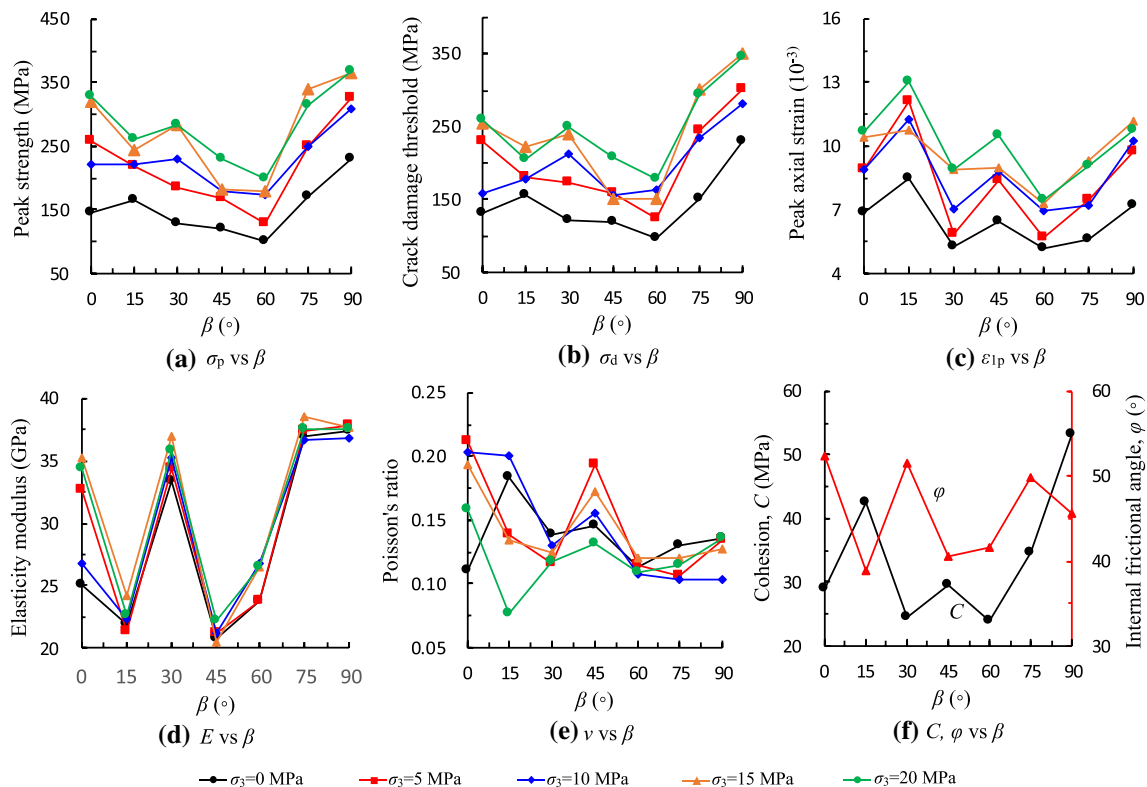 Peak strength (MPa)
450
350
250
150
50
0 15 30 45 60 75 90
β (°)
(a) σp vs β
Crack damage threshold (MPa)
350
250
150
50
0 15 30 45 60 75 90
β (°)
(b) σd vs β
Peak axial strain (10-3)
16
13
10
7
4
0 15 30 45 60 75 90
β (°)
(c) ε1p vs β
Elasticity modulus (GPa)
40
35
30
25
20
0 15 30 45 60 75 90
β (°)
(d) E vs β
Poisson's ratio
0.25
0.20
0.15
0.10
0.05
0 15 30 45 60 75 90
β (°)
(e) ν vs β
Cohesion, C (MPa)
60
50
40
30
20
φ
C
60
50
40
30
Internal frictional angle, φ (°)
0 15 30 45 60 75 90
β (°)
(f) C, φ vs β
σ3=0 MPa σ3=5 MPa σ3=10 MPa σ3=15 MPa σ3=20 MPa